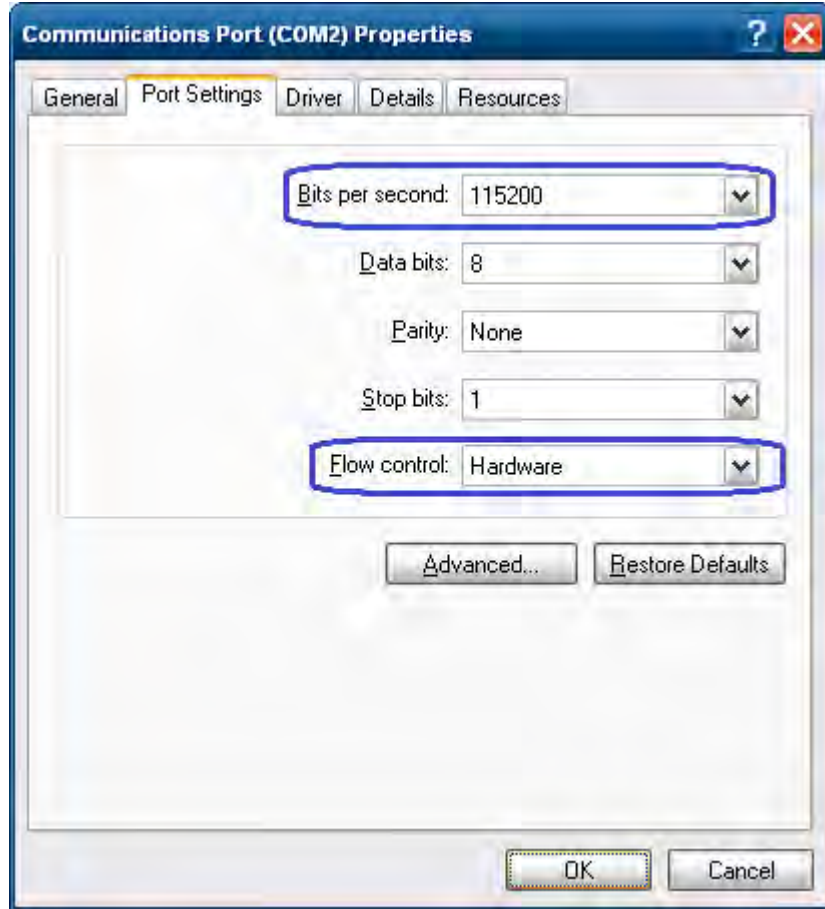 Communications Port (COM2) Properties
General Port Settings Driver Details Resources
Bits per second: 115200
Data bits: 8
Parity: None
Stop bits: 1
Flow control: Hardware
Advanced... Restore Defaults
OK Cancel